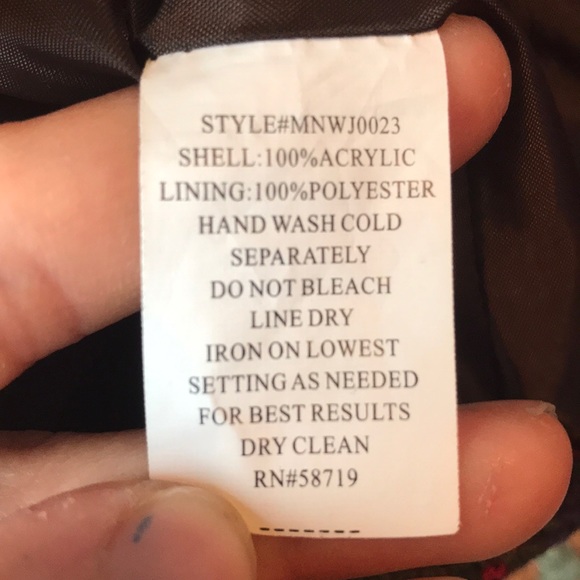 STYLE#MNWJ0023
SHELL:100%ACRYLIC
LINING:100%POLYESTER
HAND WASH COLD
SEPARATELY
DO NOT BLEACH
LINE DRY
IRON ON LOWEST
SETTING AS NEEDED
FOR BEST RESULTS
DRY CLEAN
RN#58719